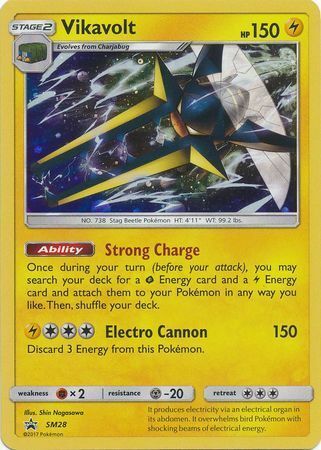 STAGE2
Vikavolt
HP 150
Evolves from Charjabug
NO. 738 Stag Beetle Pokémon HT: 4'11" WT: 99.2 lbs.
Ability Strong Charge
Once during your turn (before your attack), you may
search your deck for a Energy card and a Energy
card and attach them to your Pokémon in any way you
like. Then, shuffle your deck.
Electro Cannon 150
Discard 3 Energy from this Pokémon.
weakness × 2 resistance -20 retreat
Illus. Shin Nagasawa
SM28
©2017 Pokémon
It produces electricity via an electrical organ in
its abdomen. It overwhelms bird Pokémon with
shocking beams of electrical energy.